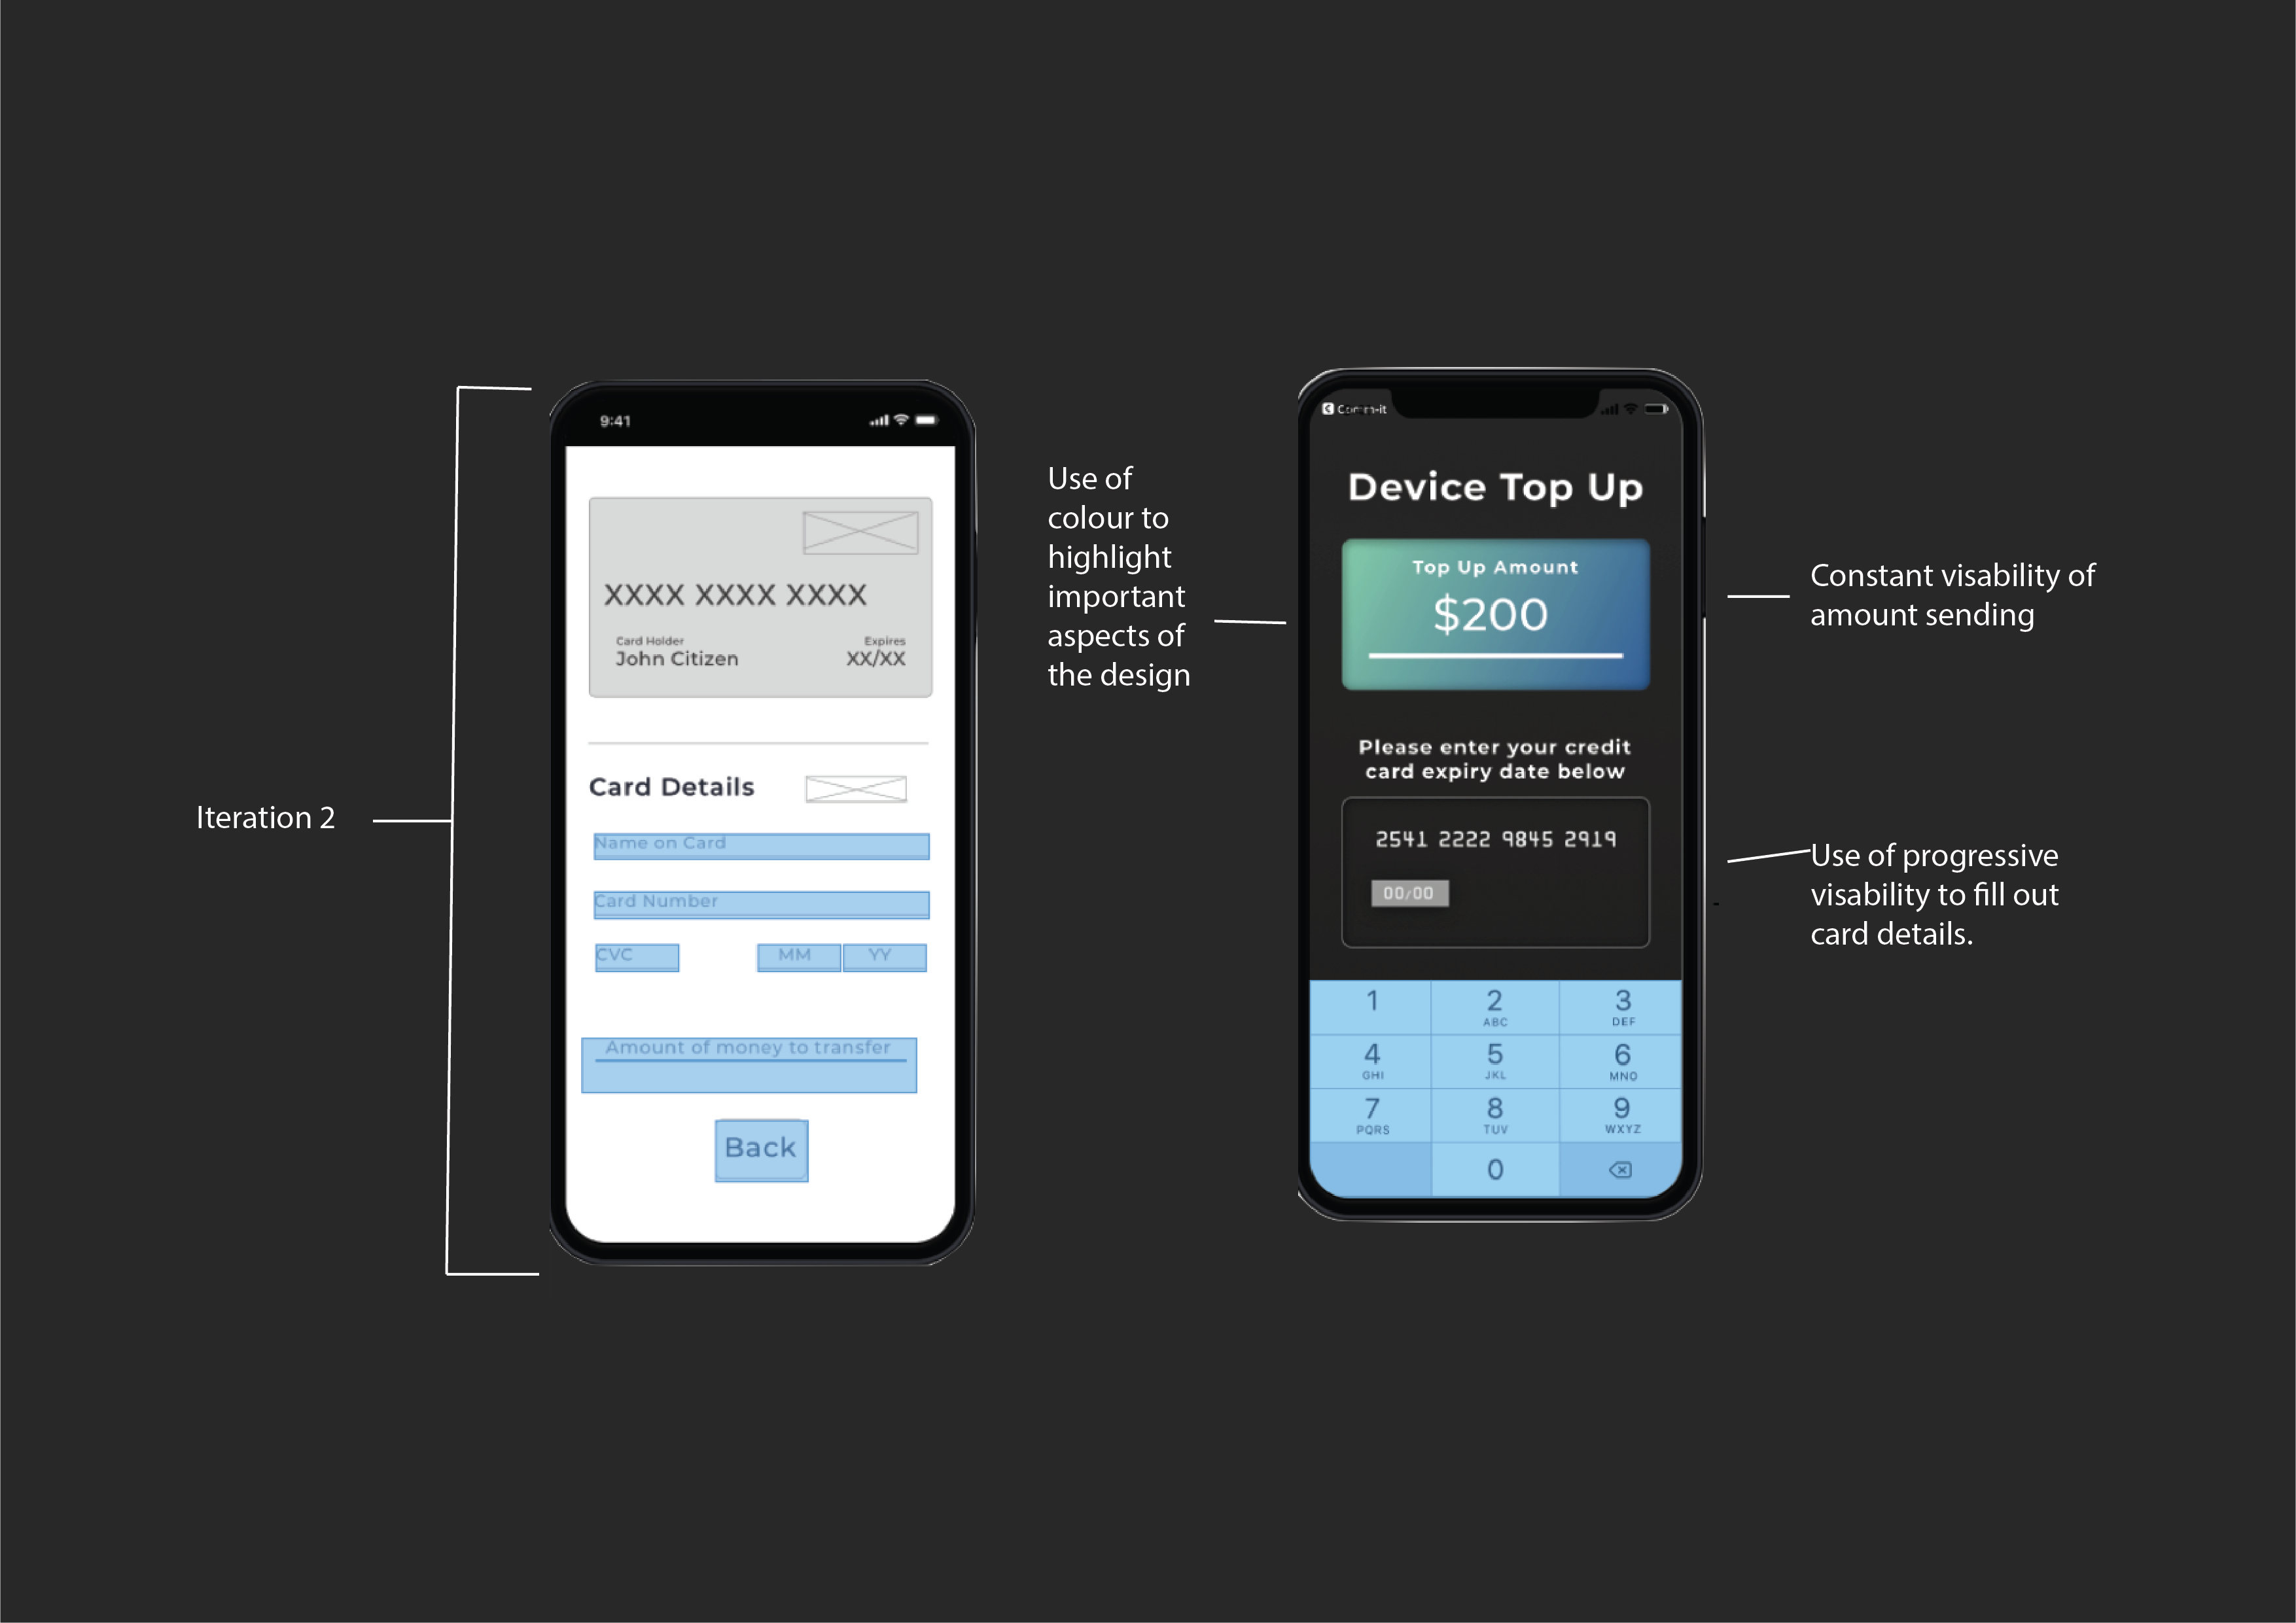 Iteration 2
9:41
XXXX XXXX XXXX
Card Holder
Expires
John Citizen
XX/XX
Card Details
Name on Card
Card Number
CVC
MM
YY
Amount of money to transfer
Back
Use of
colour to
highlight
important
aspects of
the design
Device Top Up
Top Up Amount
$200
Please enter your credit
card expiry date below
2541 2222 9845 2919
00/00
1
2
3
ABC
DEF
4
5
6
GHI
JKL
MNO
7
8
9
PQRS
TUV
WXYZ
0
Constant visability of
amount sending
Use of progressive
visability to fill out
card details.